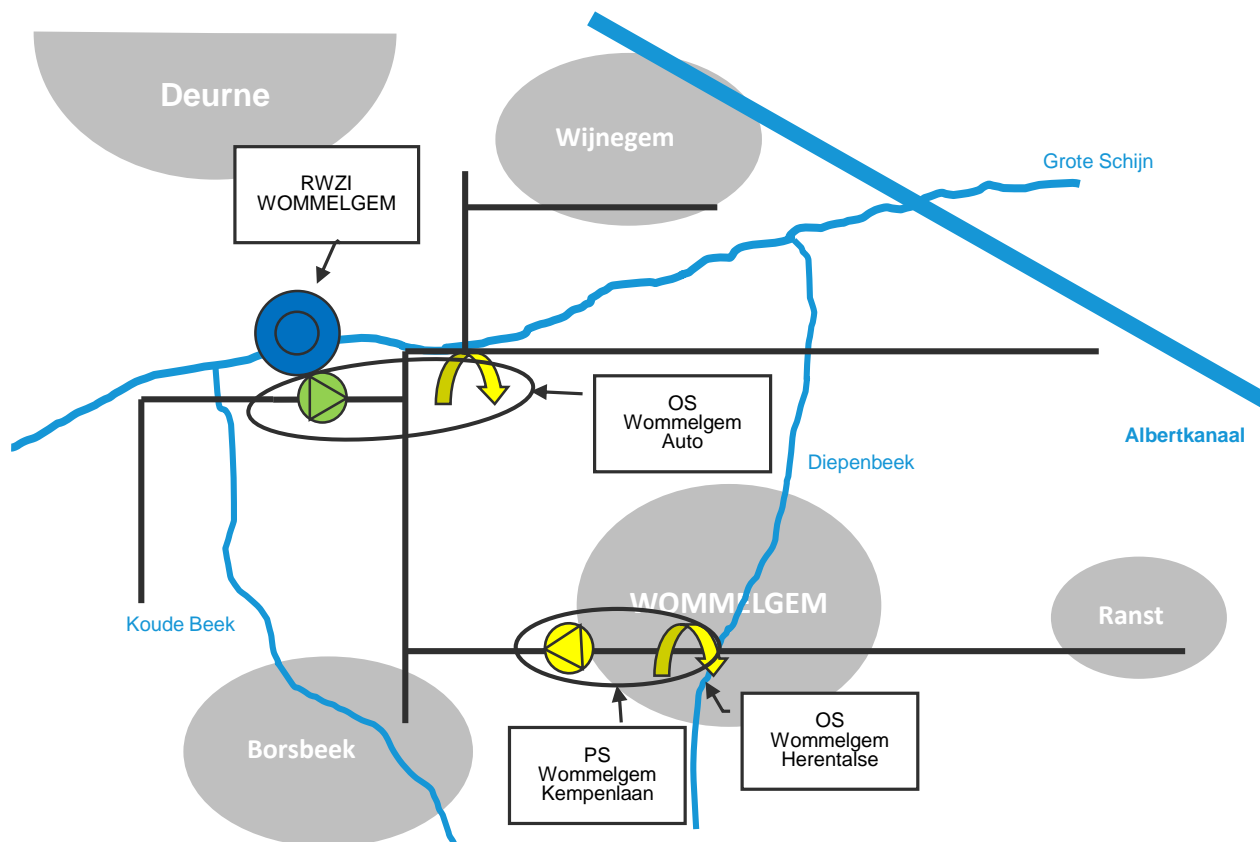 Deurne
Wijnegem
Grote Schijn
RWZI
WOMMELGEM
OS
Wommelgem
Auto
Albertkanaal
Diepenbeek
WOMMELGEM
Ranst
Koude Beek
Borsbeek
PS
Wommelgem
Kempenlaan
OS
Wommelgem
Herentalse